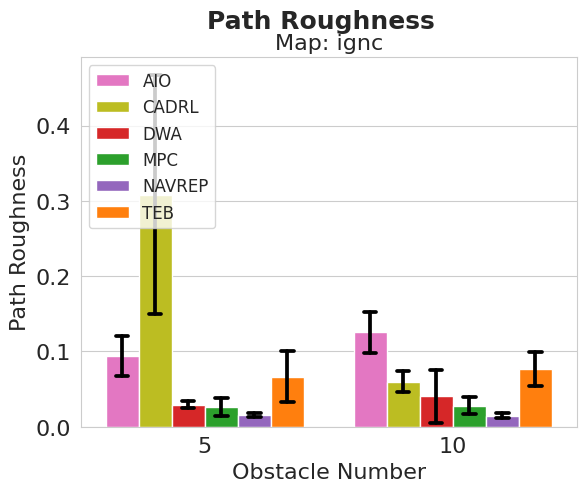 Path Roughness
Map: ignc
AIO
CADRL
DWA
MPC
NAVREP
TEB
Path Roughness
0.4
0.3
0.2
0.1
0.0
5
10
Obstacle Number